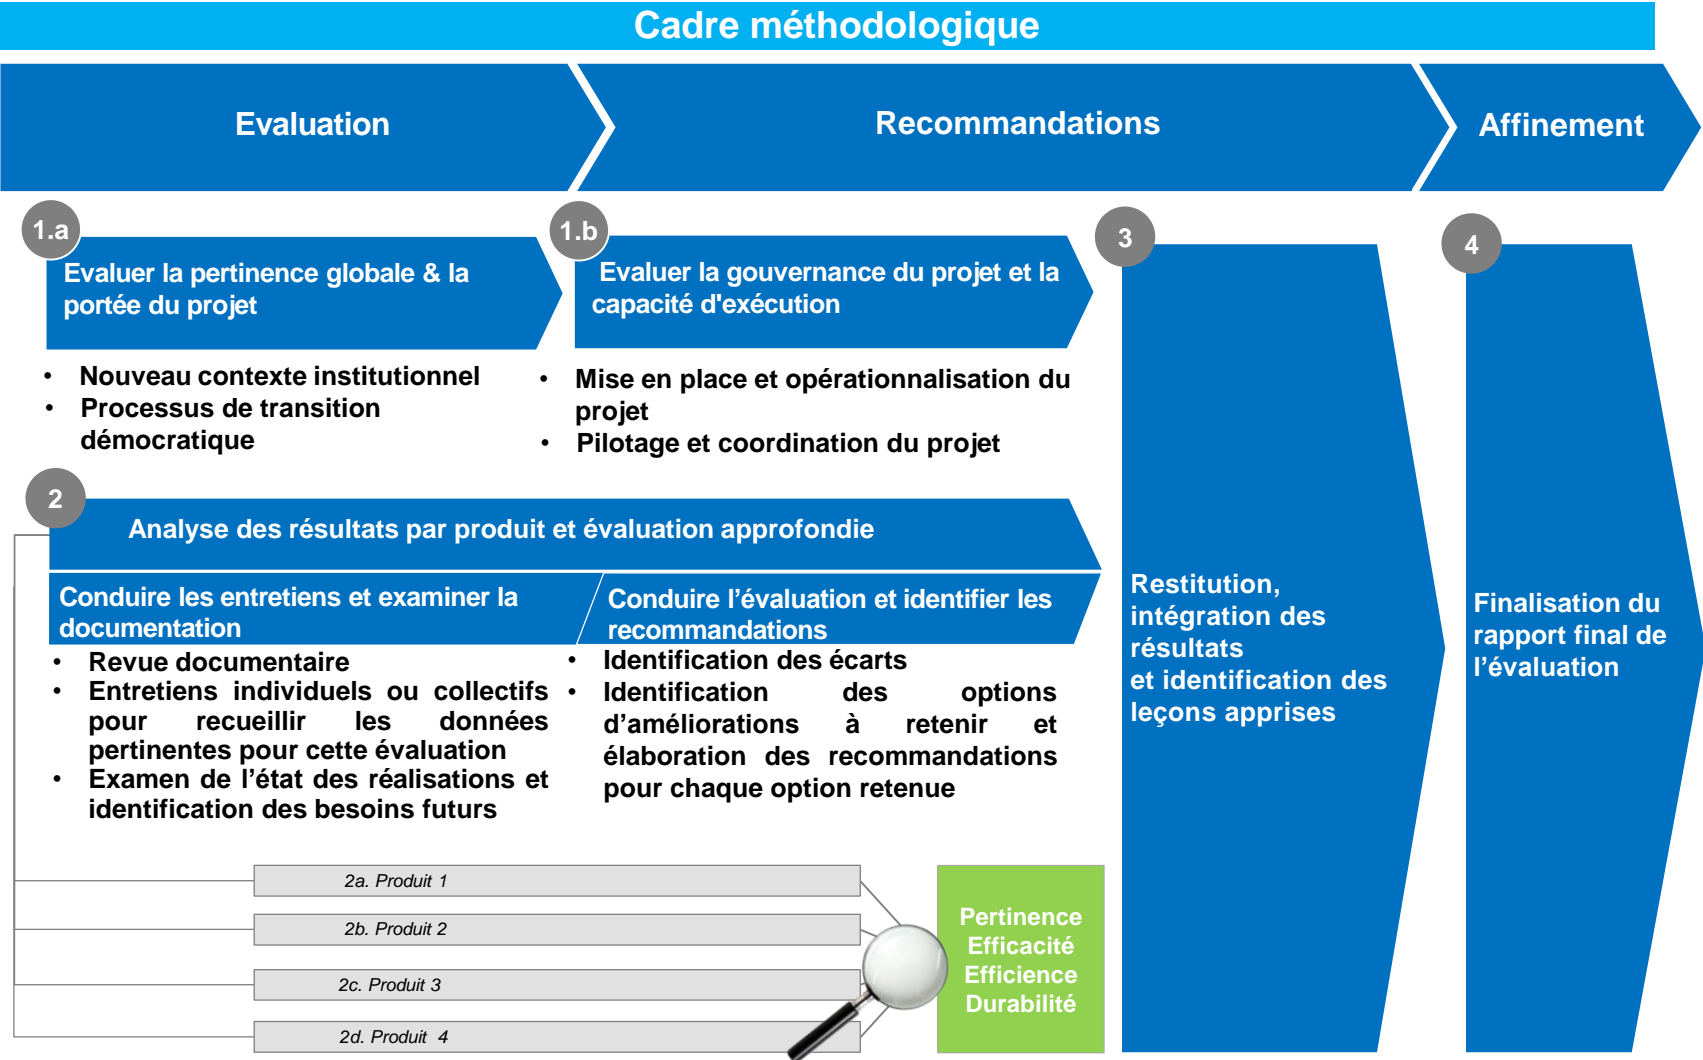 Cadre méthodologique
Evaluation
Recommandations
Affinement
1.a
Evaluer la pertinence globale & la
portée du projet
• Nouveau contexte institutionnel
• Processus de transition
démocratique
1.b
Evaluer la gouvernance du projet et la
capacité d'exécution
• Mise en place et opérationnalisation du
projet
• Pilotage et coordination du projet
2
Analyse des résultats par produit et évaluation approfondie
Conduire les entretiens et examiner la
documentation
• Revue documentaire
• Entretiens individuels ou collectifs
pour recueillir les données
pertinentes pour cette évaluation
• Examen de l’état des réalisations et
identification des besoins futurs
Conduire l’évaluation et identifier les
recommandations
• Identification des écarts
• Identification des options
d’améliorations à retenir et
élaboration des recommandations
pour chaque option retenue
2a. Produit 1
2b. Produit 2
2c. Produit 3
2d. Produit 4
Pertinence
Efficacité
Efficience
Durabilité
3
Restitution,
intégration des
résultats
et identification des
leçons apprises
4
Finalisation du
rapport final de
l’évaluation